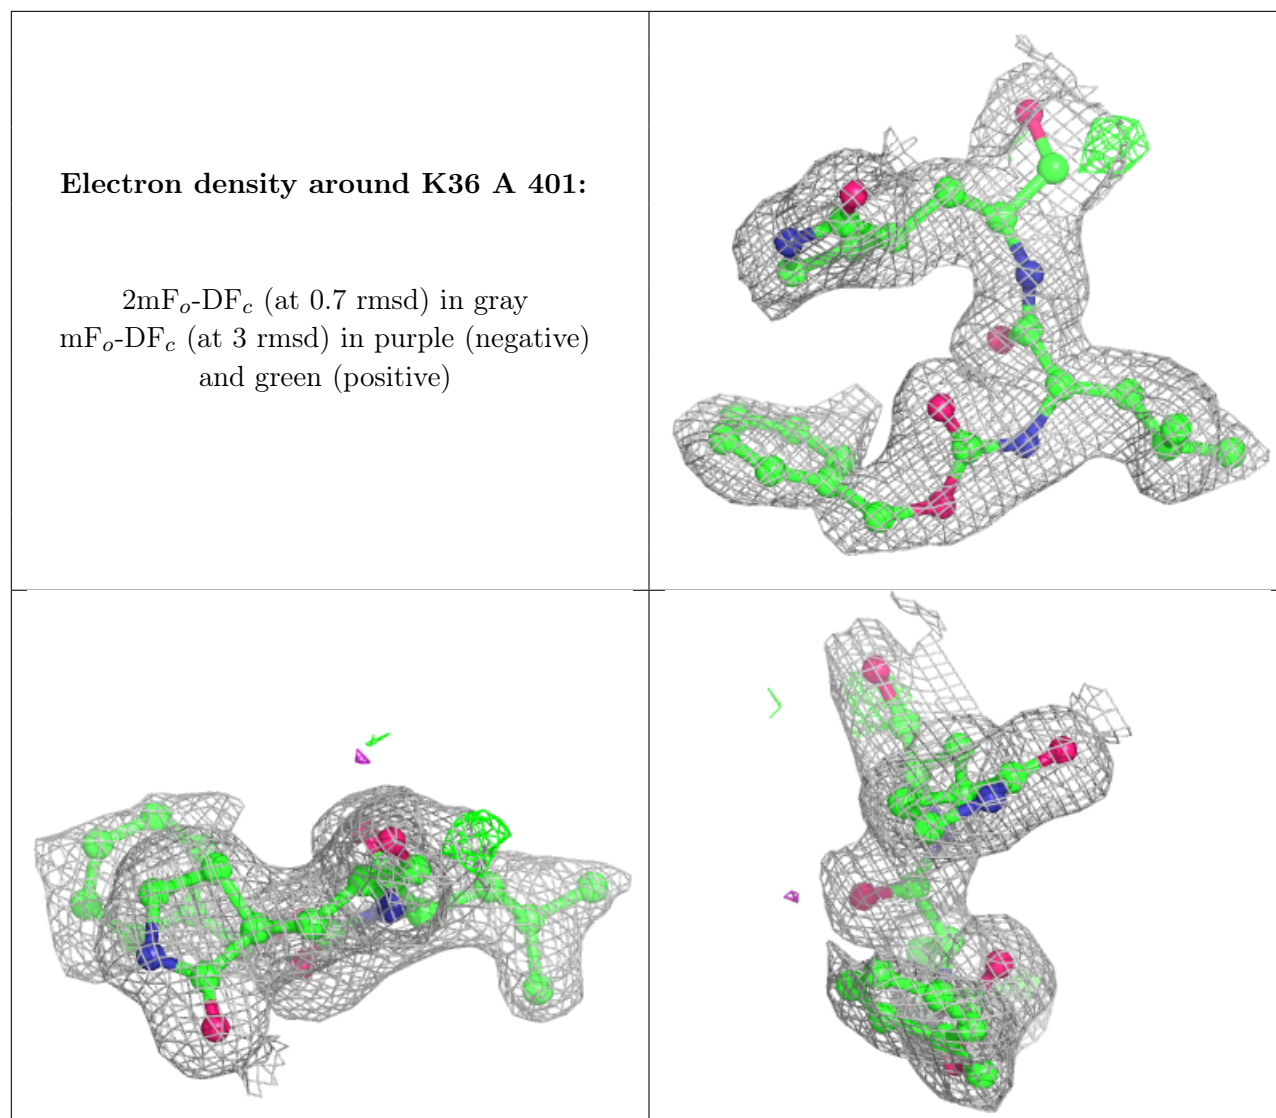 Electron density around K36 A 401:
2mFₒ-DF𝑐 (at 0.7 rmsd) in gray
mFₒ-DF𝑐 (at 3 rmsd) in purple (negative)
and green (positive)